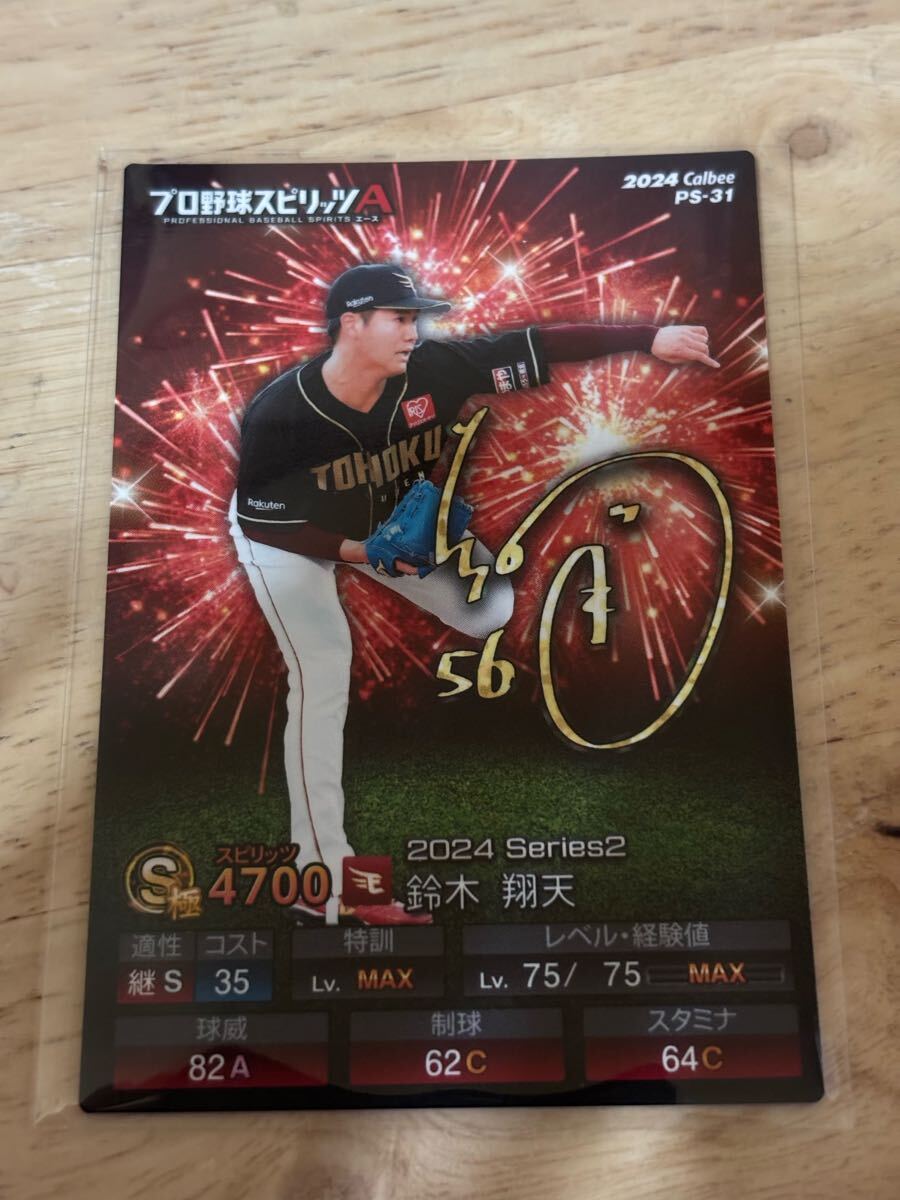 プロ野球スピリッツA
PROFESSIONAL BASEBALL SPIRITS エース
2024 Calbee
PS-31
Rakuten
TOHOKU
Rakuten
56
S極
スピリッツ
4700
2024 Series2
鈴木 翔天
適性
コスト
特訓
レベル・経験値
継 S
35
Lv. MAX
Lv. 75/ 75 MAX
球威
制球
スタミナ
82 A
62 C
64 C